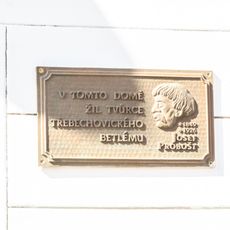 V TOMTO DOMĚ
ŽIL TVŮRCE
TŘEBECHOVICKÉHO
BETLÉMU
JOSEF
PROBOŠT